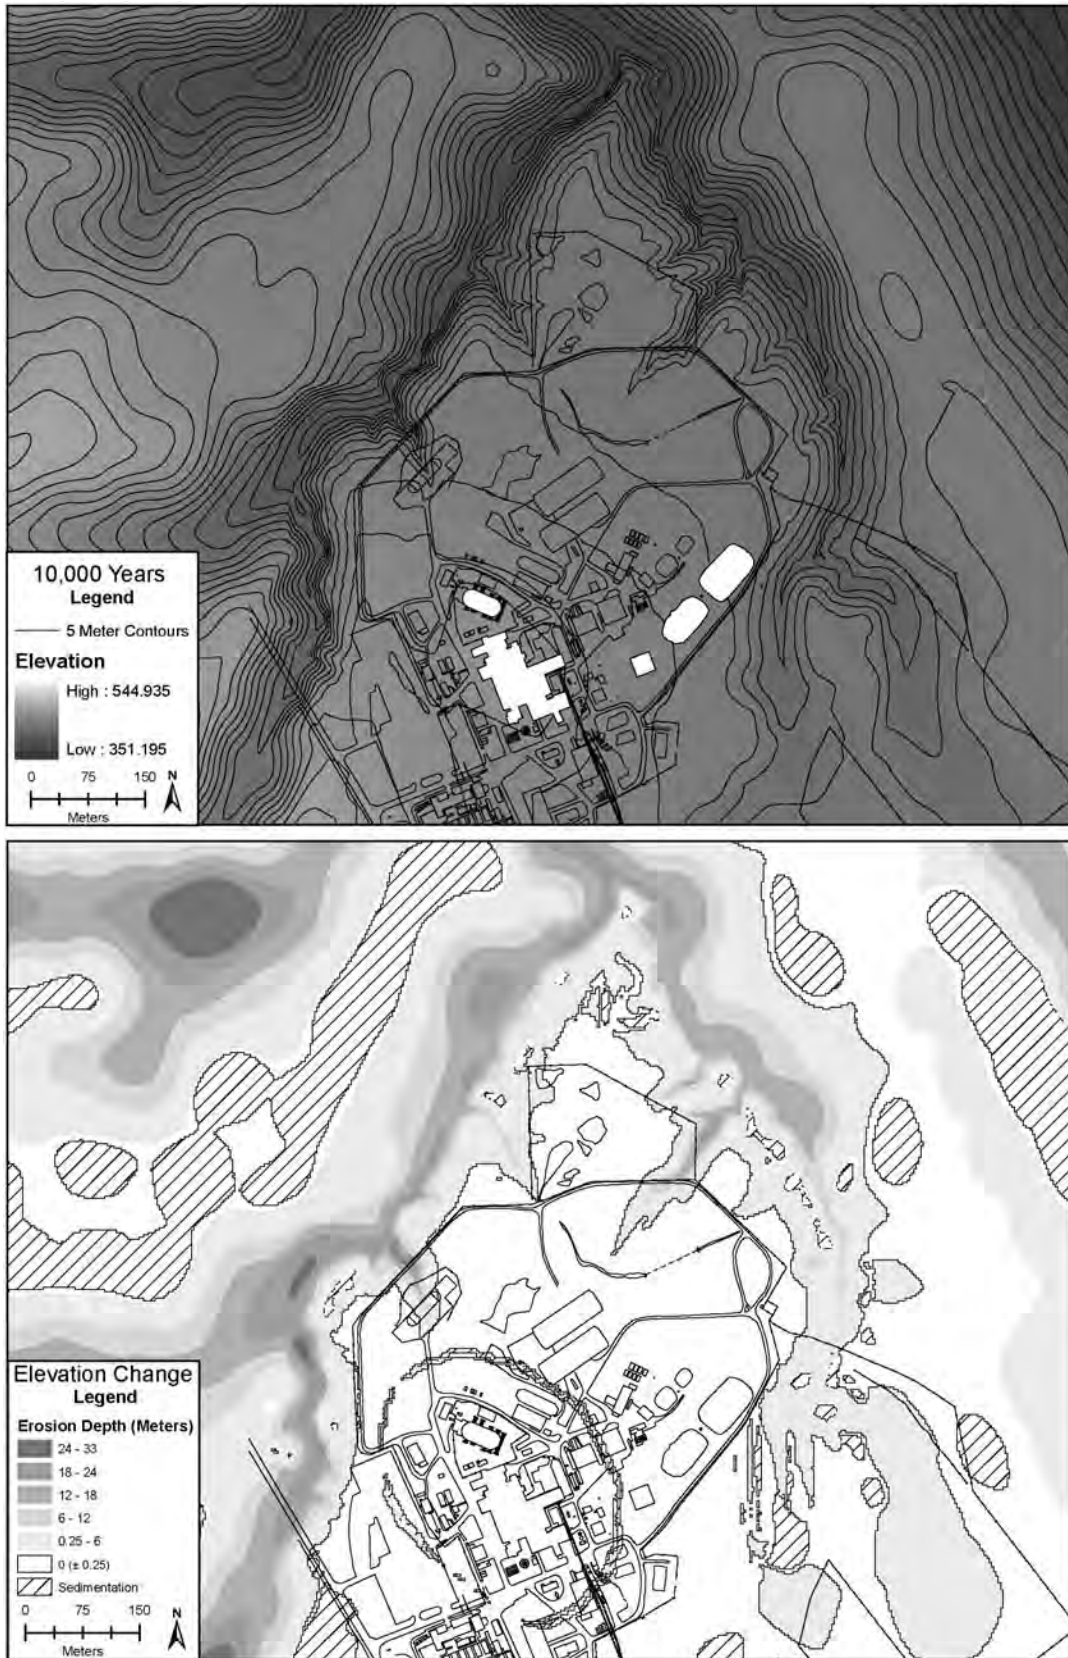 10,000 Years
Legend
5 Meter Contours
Elevation
High : 544.935
Low : 351.195
0 75 150 N
Meters
Elevation Change
Legend
Erosion Depth (Meters)
24 - 33
18 - 24
12 - 18
6 - 12
0.25 - 6
0 (± 0.25)
Sedimentation
0 75 150 N
Meters